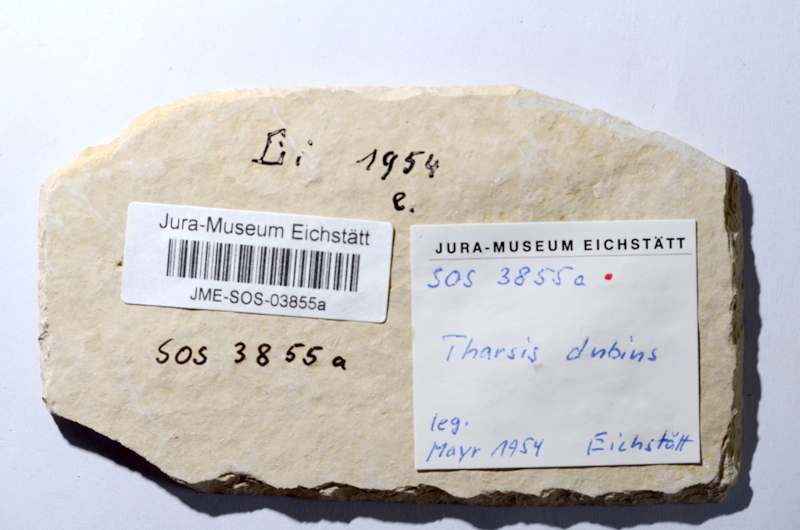 Ei 1954
e.
Jura-Museum Eichstätt
JME-SOS-03855a
SOS 3855a
JURA-MUSEUM EICHSTÄTT
SOS 3855a
Tharsis dubius
leg.
Mayr 1954 Eichstätt